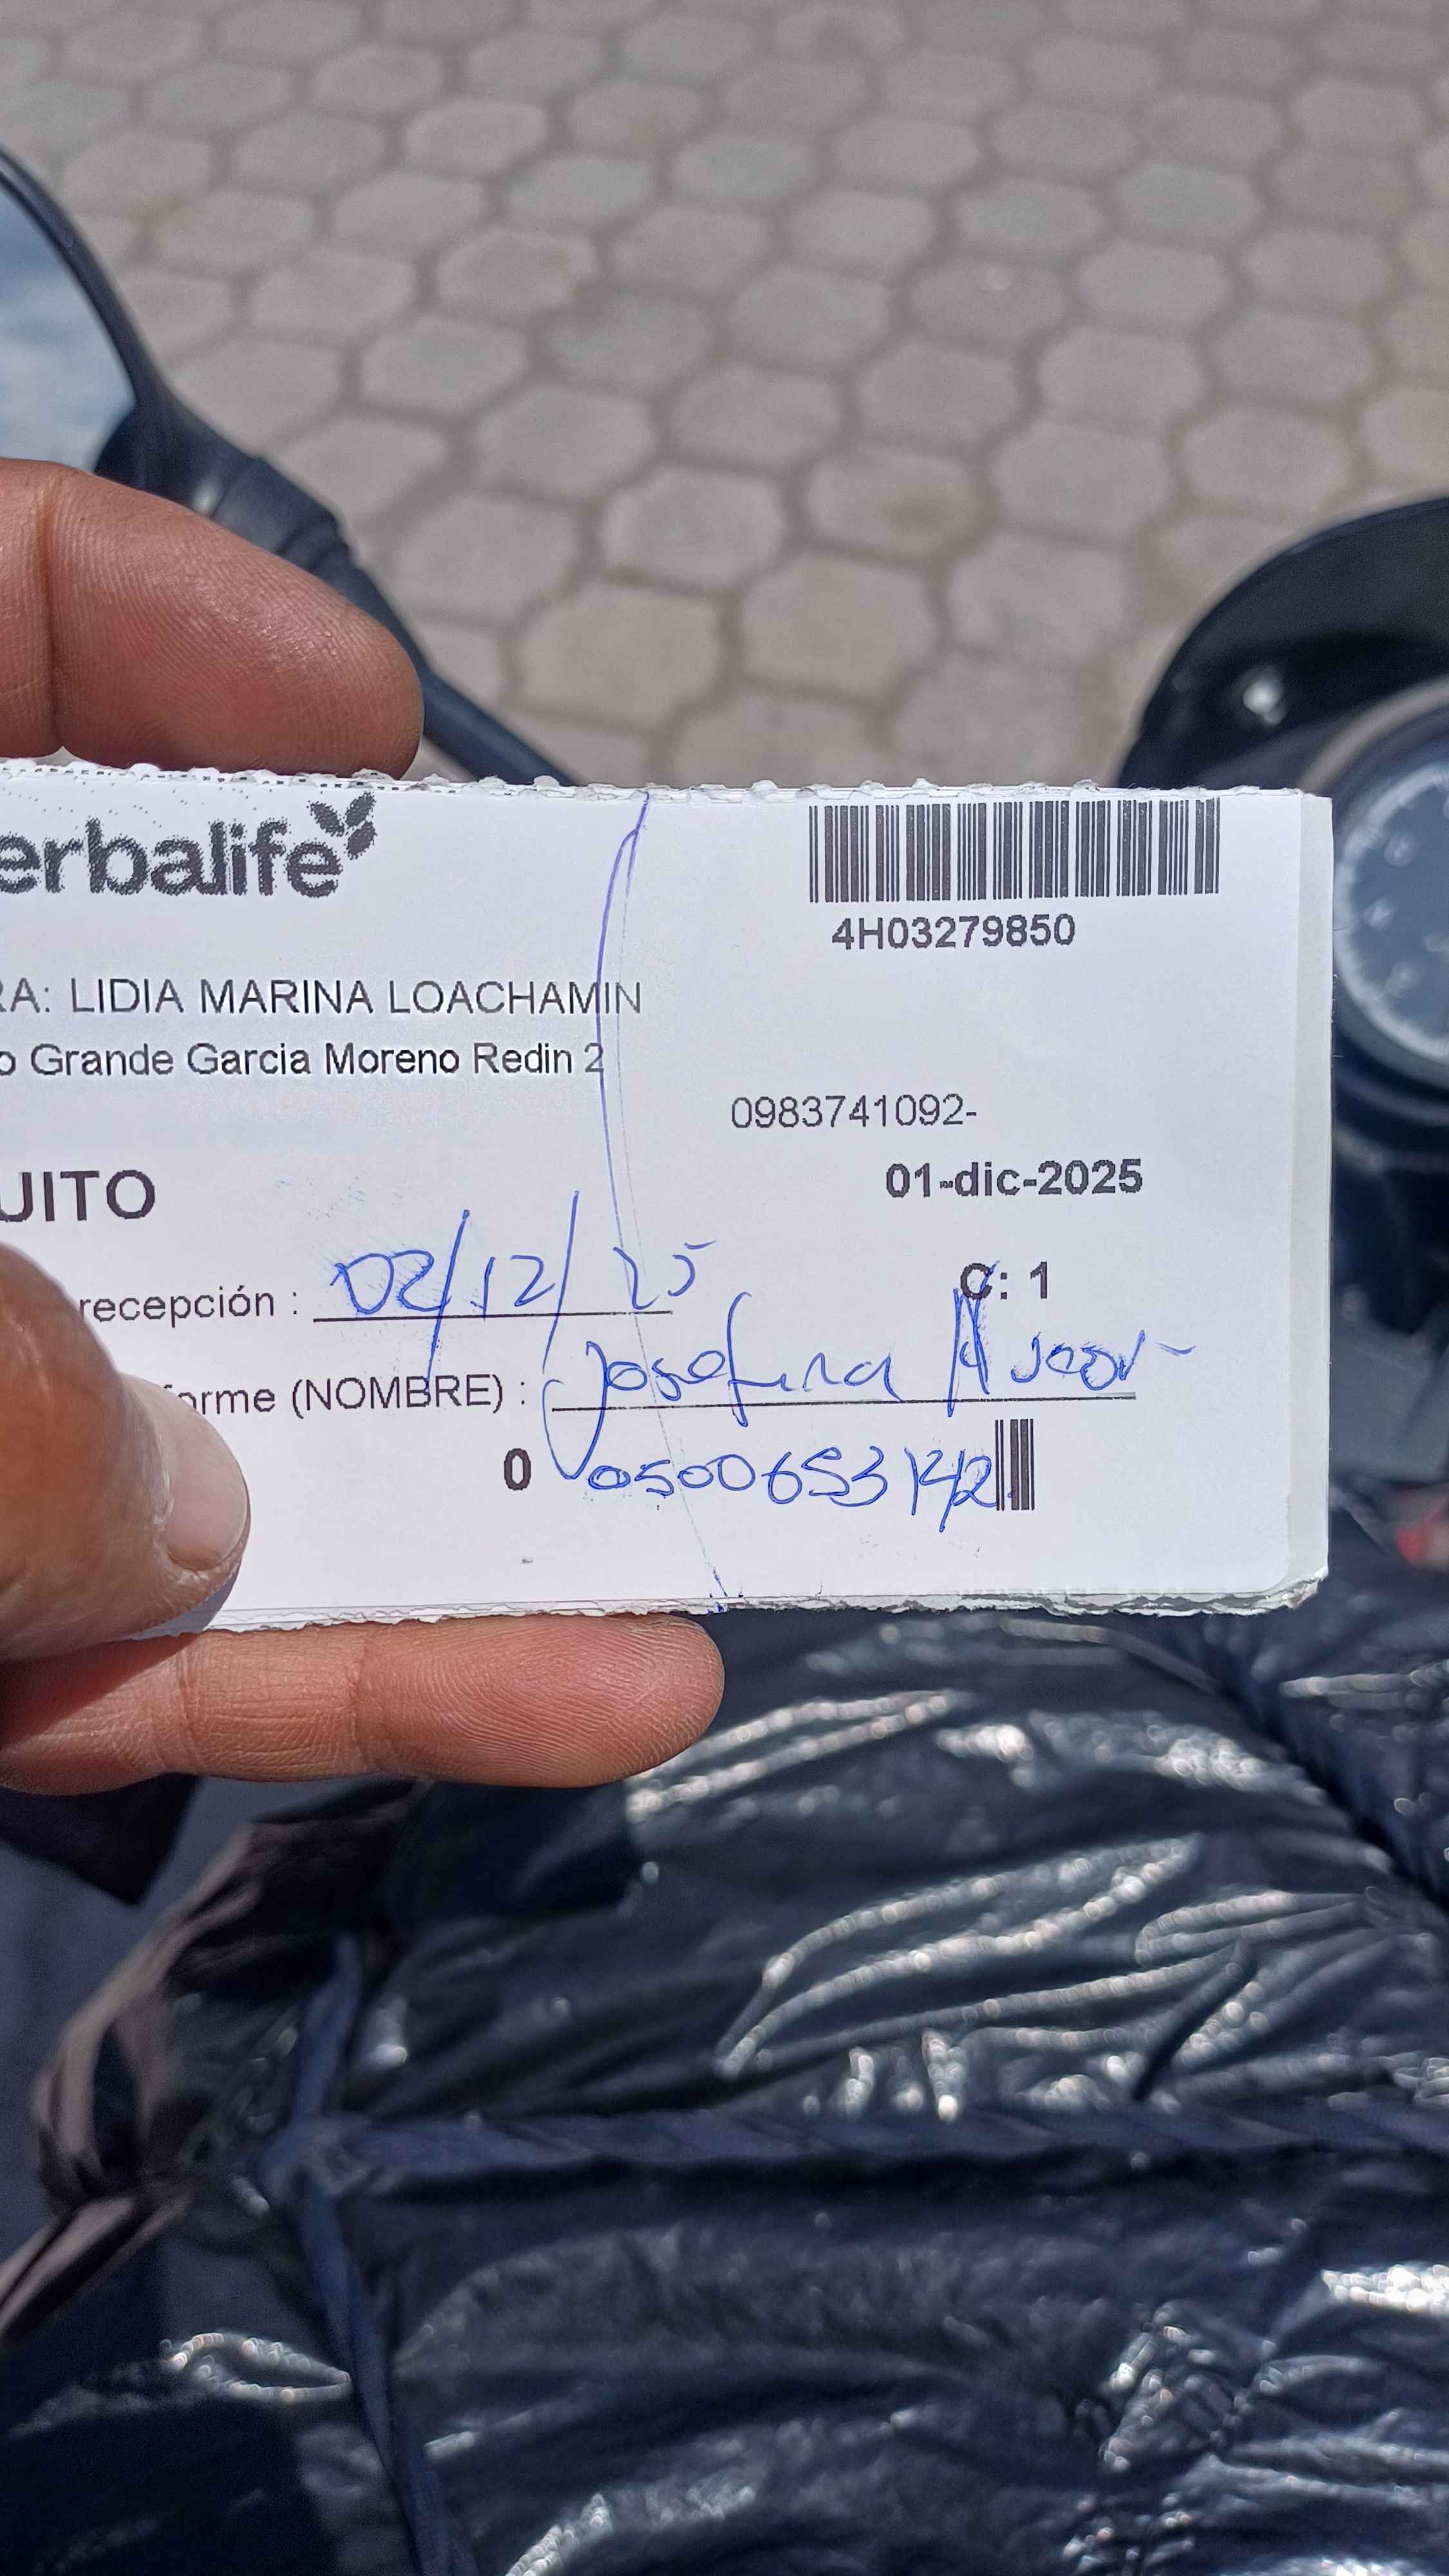 erbalife
4H03279850
RA: LIDIA MARINA LOACHAMIN
o Grande Garcia Moreno Redin 2
0983741092-
01-dic-2025
UITO
recepción : 02/12/25
C: 1
orme (NOMBRE) : Josefina
0 0500653142